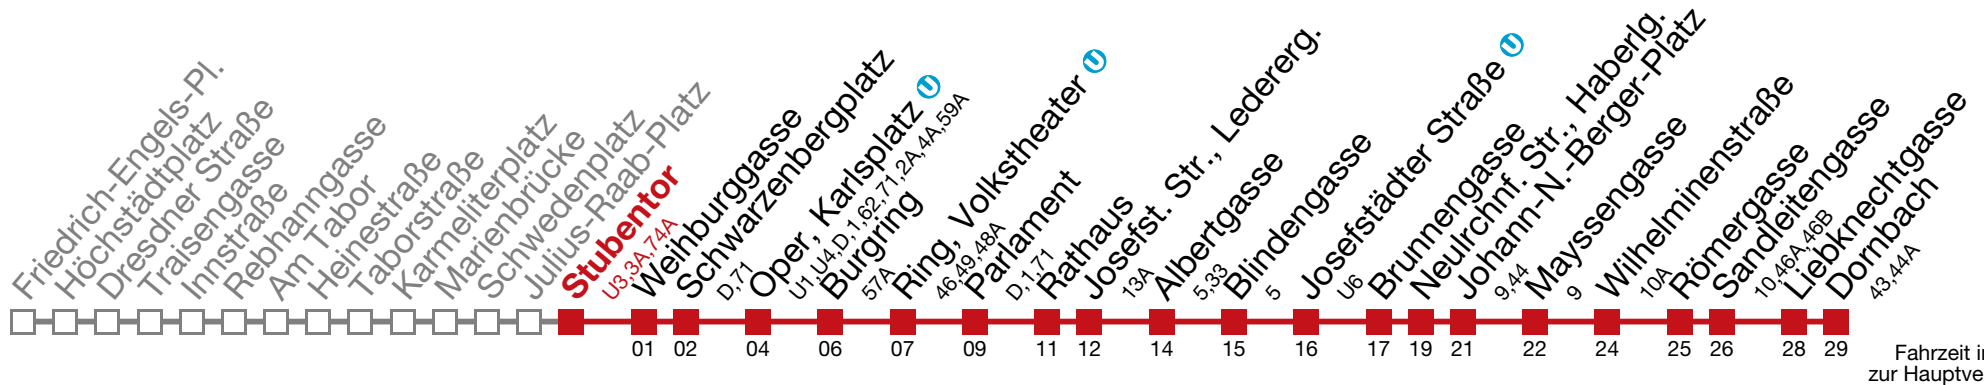 Friedrich-Engels-Pl.
Höchstädtplatz
Dresdner Straße
Traisengasse
Innstraße
Rebhanngasse
Am Tabor
Heinestraße
Taborstraße
Karmeliterplatz
Marienbrücke
Schwedenplatz
Julius-Raab-Platz
Stubentor
U3,3A,74A
Weihburggasse
Schwarzenbergplatz
D,71
Oper, Karlsplatz U
U1,U4,D,1,62,71,2A,4A,59A
Burgring
57A
Ring, Volkstheater U
46,49,48A
Parlament
D,1,71
Rathaus
Josefst. Str., Ledererg.
13A
Albertgasse
5,33
Blindengasse
5
Josefstädter Straße U
U6
Brunnengasse
Neulrchnf. Str., Haberlg.
Johann-N.-Berger-Platz
9,44
Mayssengasse
9
Wilhelminenstraße
10A
Römergasse
Sandleitengasse
10,46A,46B
Liebknechtgasse
Dornbach
43,44A
01 02 04 06 07 09 11 12 14 15 16 17 19 21 22 24 25 26 28 29
Fahrzeit i
zur Hauptve